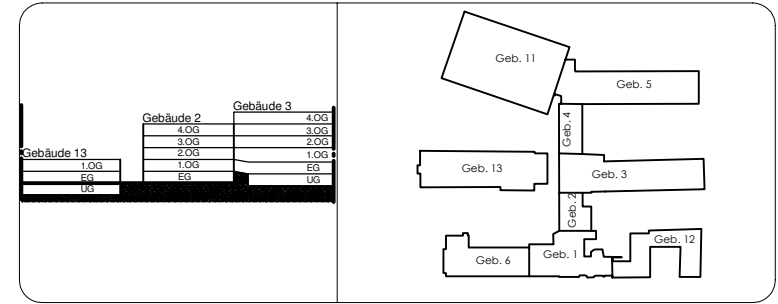 Gebäude 3
4.OG
Gebäude 2
4.OG
3.OG
3.OG
2.OG
2.OG
1.OG
Gebäude 13
1.OG
1.OG
EG
EG
EG
UG
UG
Geb. 11
Geb. 5
Geb. 4
Geb. 13
Geb. 3
Geb. 2
Geb. 12
Geb. 1
Geb. 6